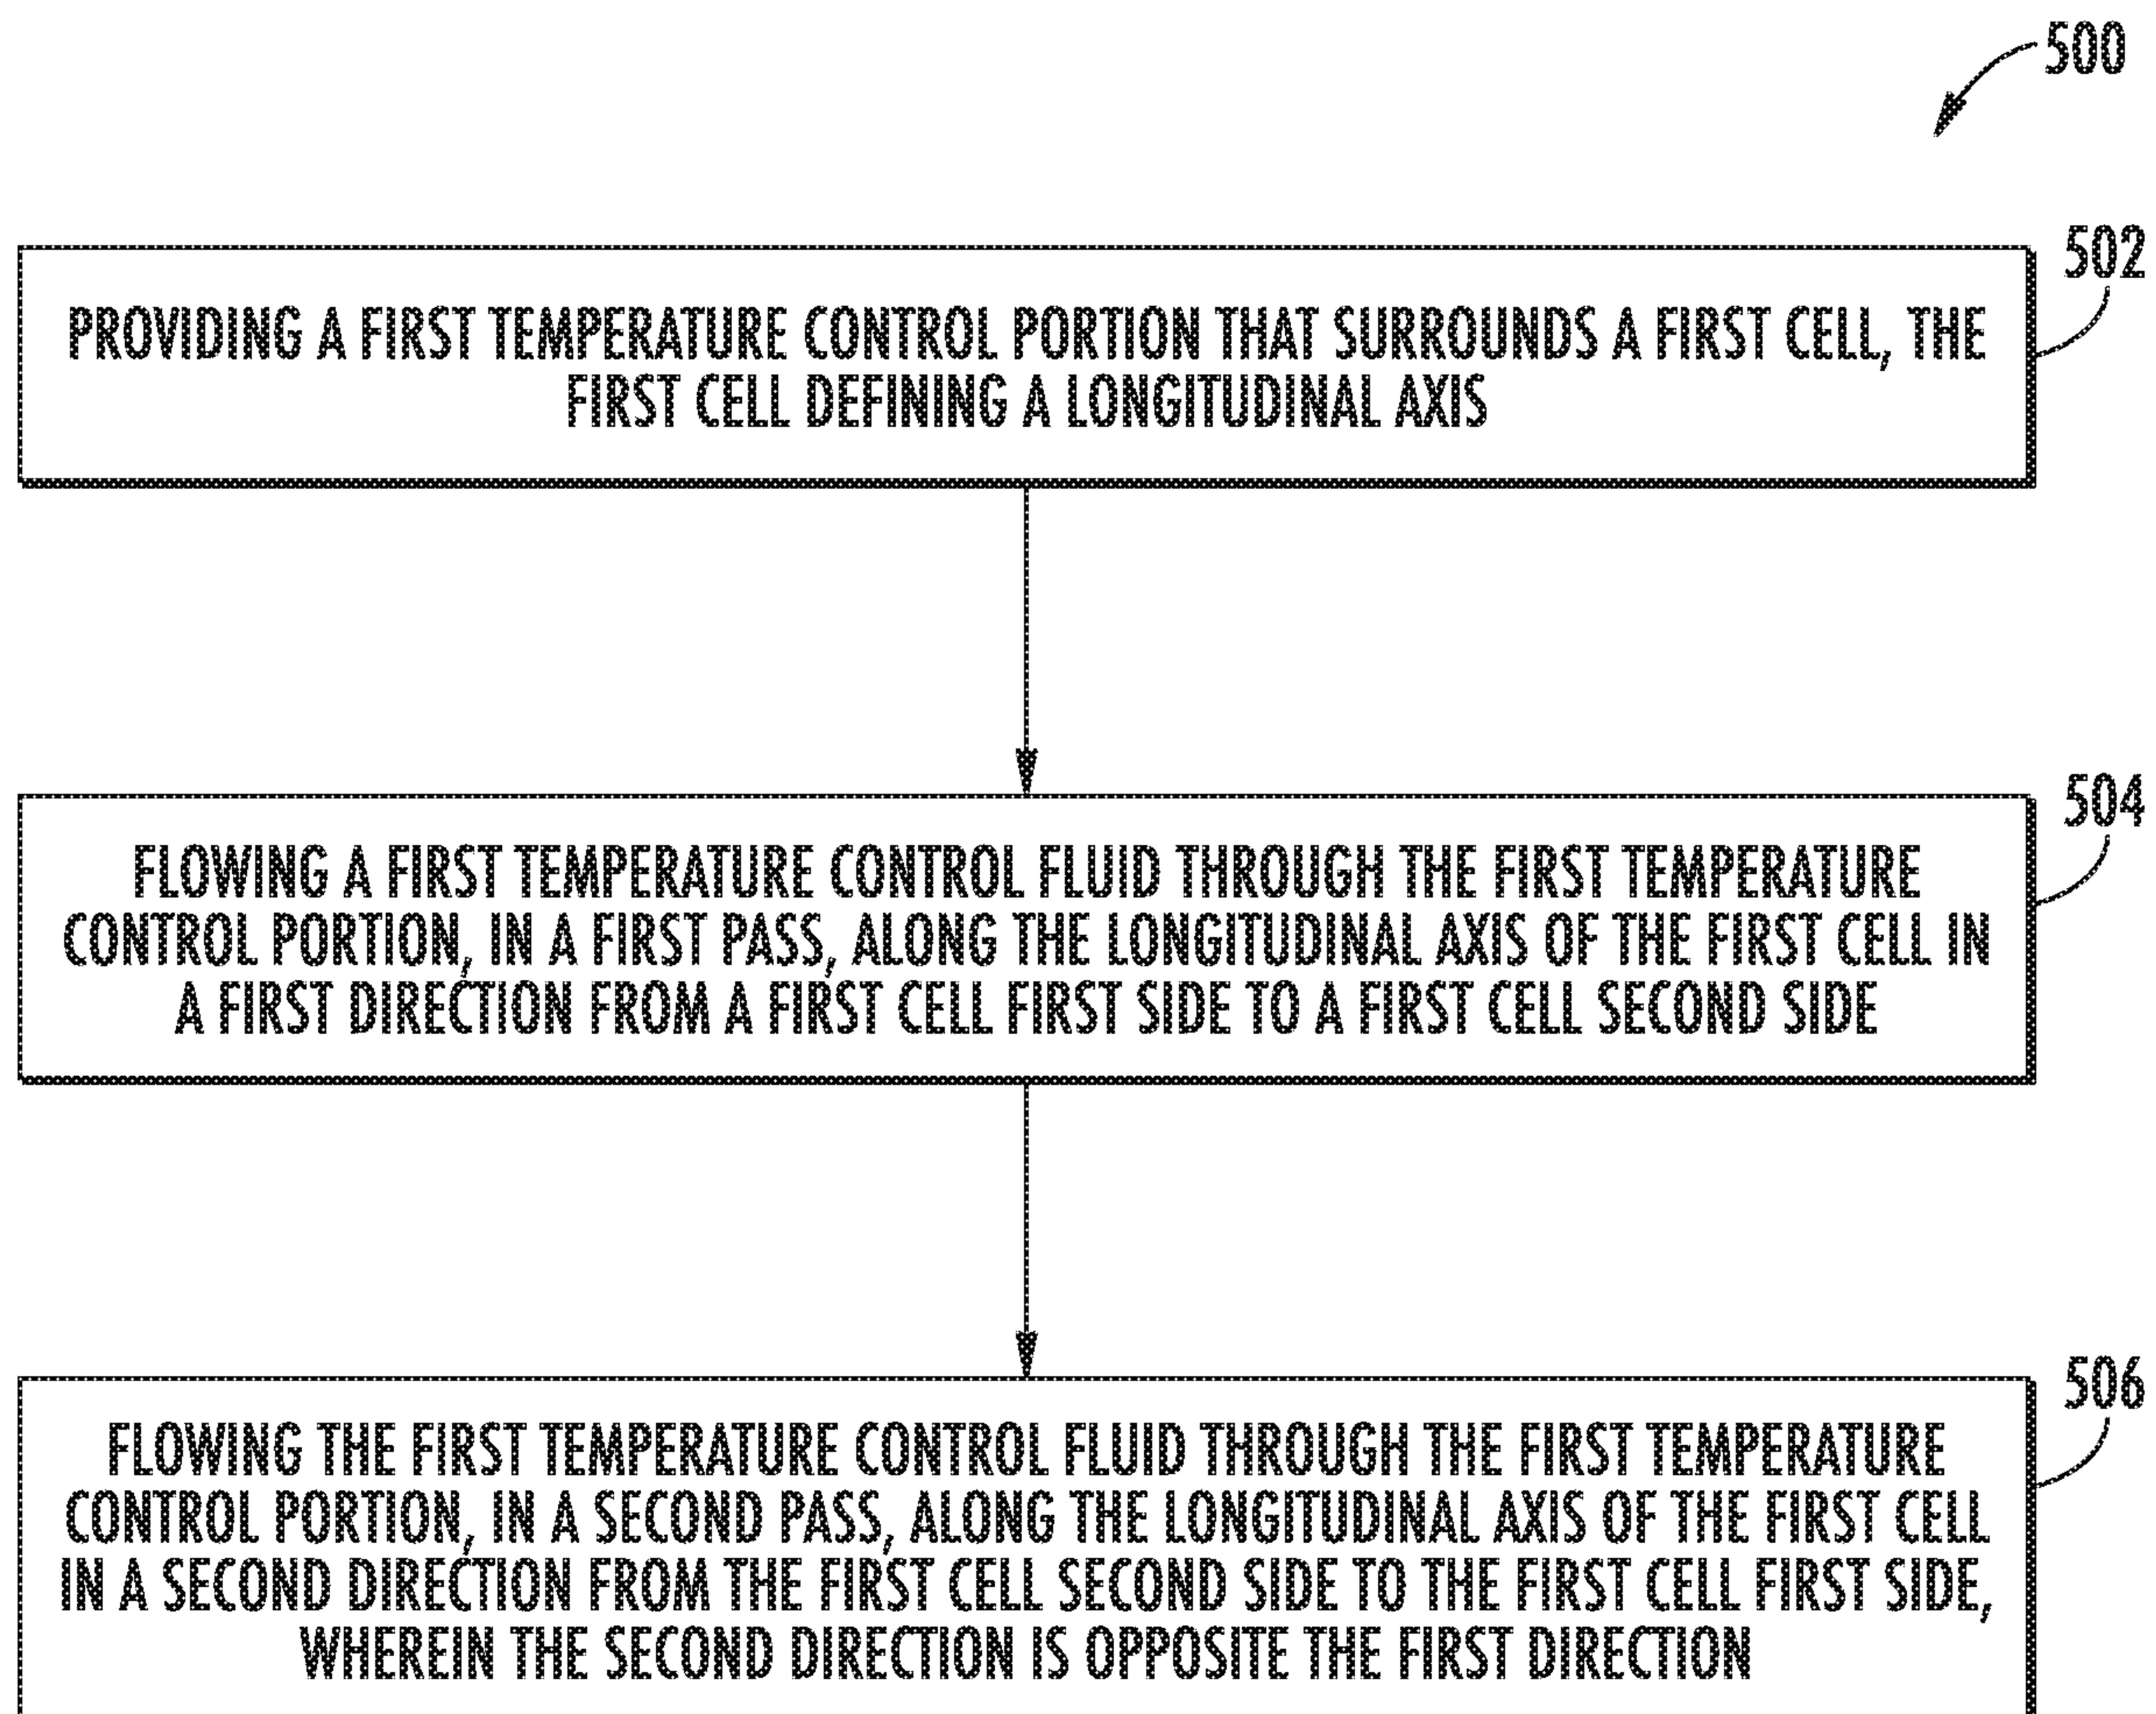 500
502
PROVIDING A FIRST TEMPERATURE CONTROL PORTION THAT SURROUNDS A FIRST CELL, THE
FIRST CELL DEFINING A LONGITUDINAL AXIS
504
FLOWING A FIRST TEMPERATURE CONTROL FLUID THROUGH THE FIRST TEMPERATURE
CONTROL PORTION, IN A FIRST PASS, ALONG THE LONGITUDINAL AXIS OF THE FIRST CELL IN
A FIRST DIRECTION FROM A FIRST CELL FIRST SIDE TO A FIRST CELL SECOND SIDE
506
FLOWING THE FIRST TEMPERATURE CONTROL FLUID THROUGH THE FIRST TEMPERATURE
CONTROL PORTION, IN A SECOND PASS, ALONG THE LONGITUDINAL AXIS OF THE FIRST CELL
IN A SECOND DIRECTION FROM THE FIRST CELL SECOND SIDE TO THE FIRST CELL FIRST SIDE,
WHEREIN THE SECOND DIRECTION IS OPPOSITE THE FIRST DIRECTION